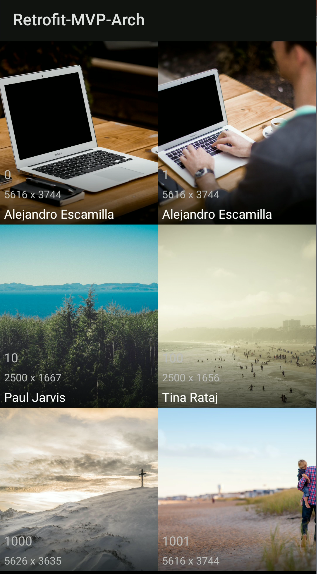 Retrofit-MVP-Arch
0
5616 x 3744
Alejandro Escamilla
1
5616 x 3744
Alejandro Escamilla
10
2500 x 1667
Paul Jarvis
2500 x 1656
Tina Rataj
1000
5626 x 3635
1001
5616 x 3744